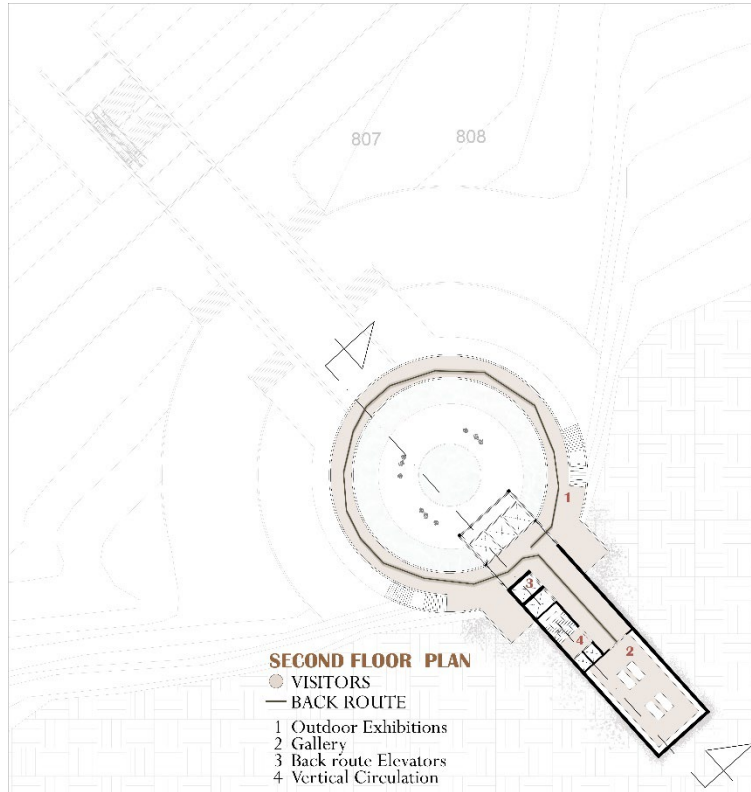 807 808
1
3
4
2
SECOND FLOOR PLAN
VISITORS
BACK ROUTE
1 Outdoor Exhibitions
2 Gallery
3 Back route Elevators
4 Vertical Circulation